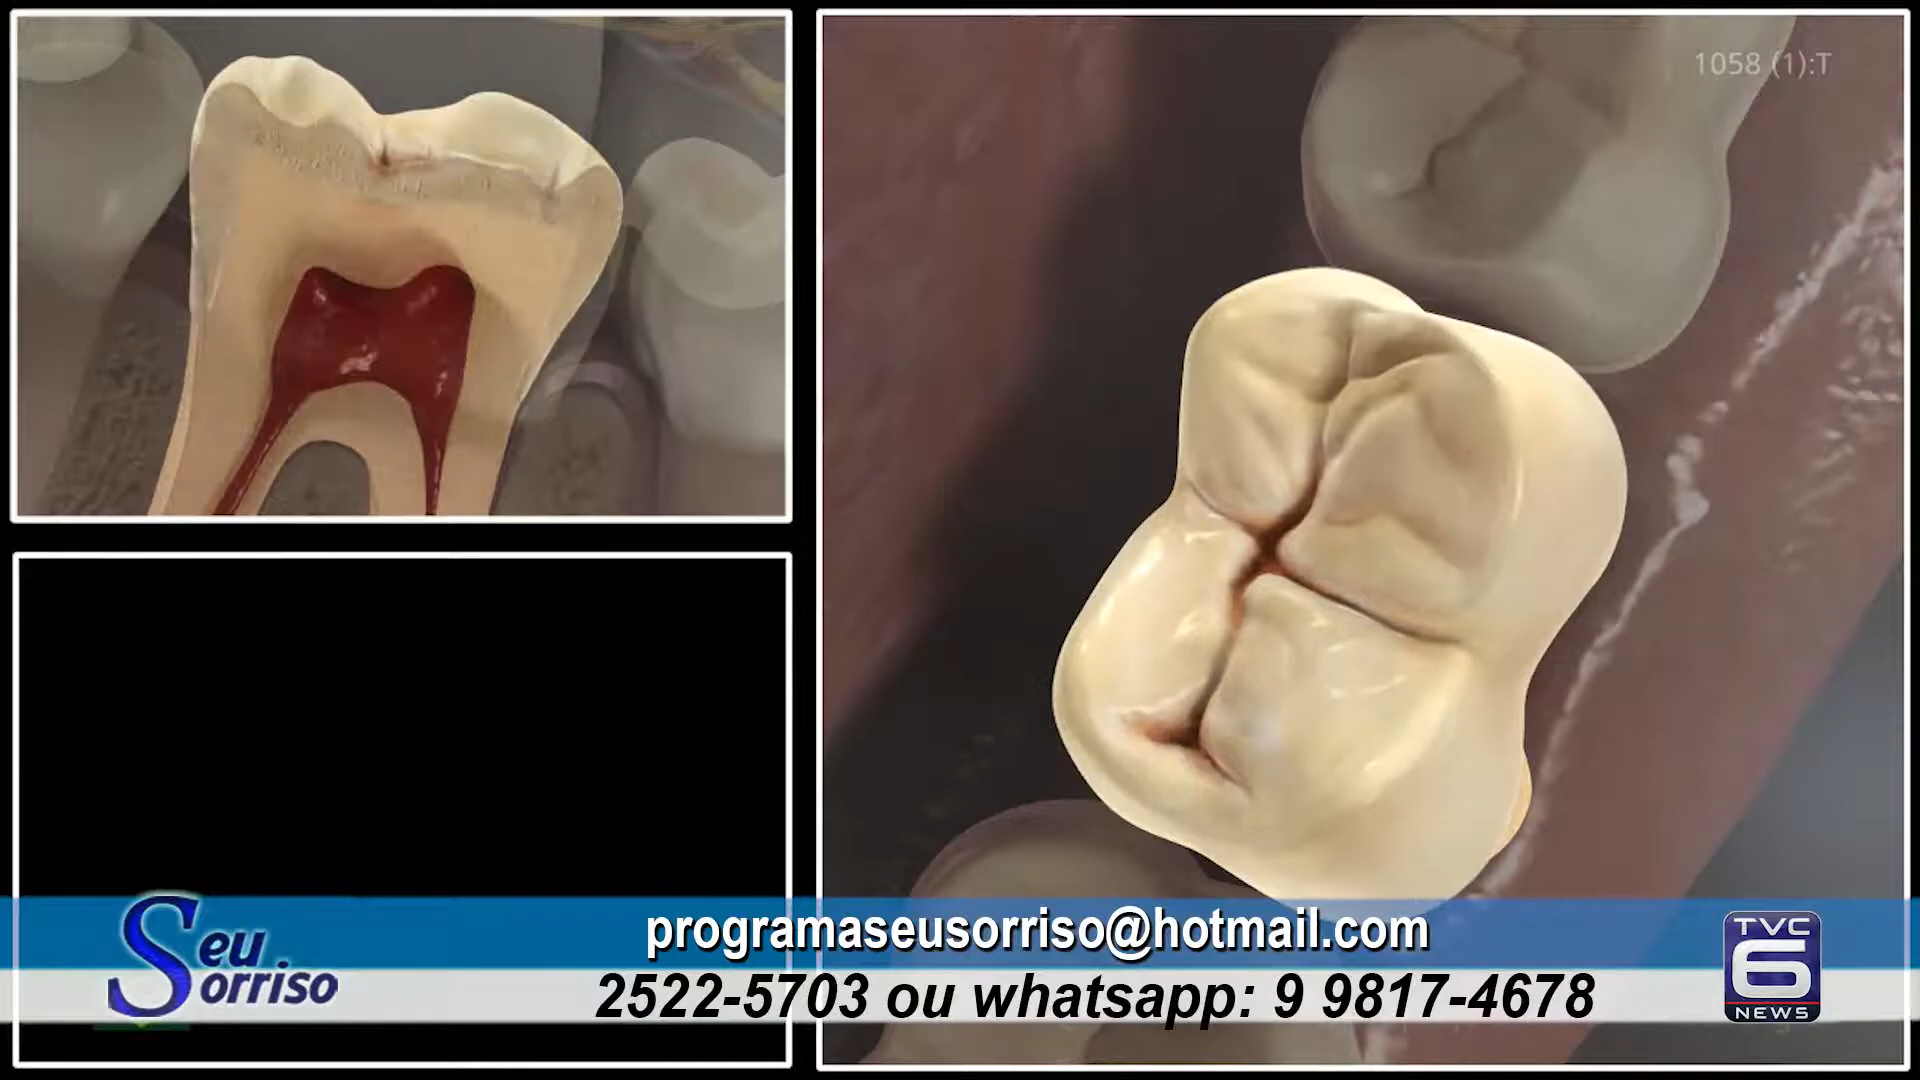 1058 (1):T
Seu
Sorriso
programaseusorriso@hotmail.com
2522-5703 ou whatsapp: 9 9817-4678
TVC
6
NEWS